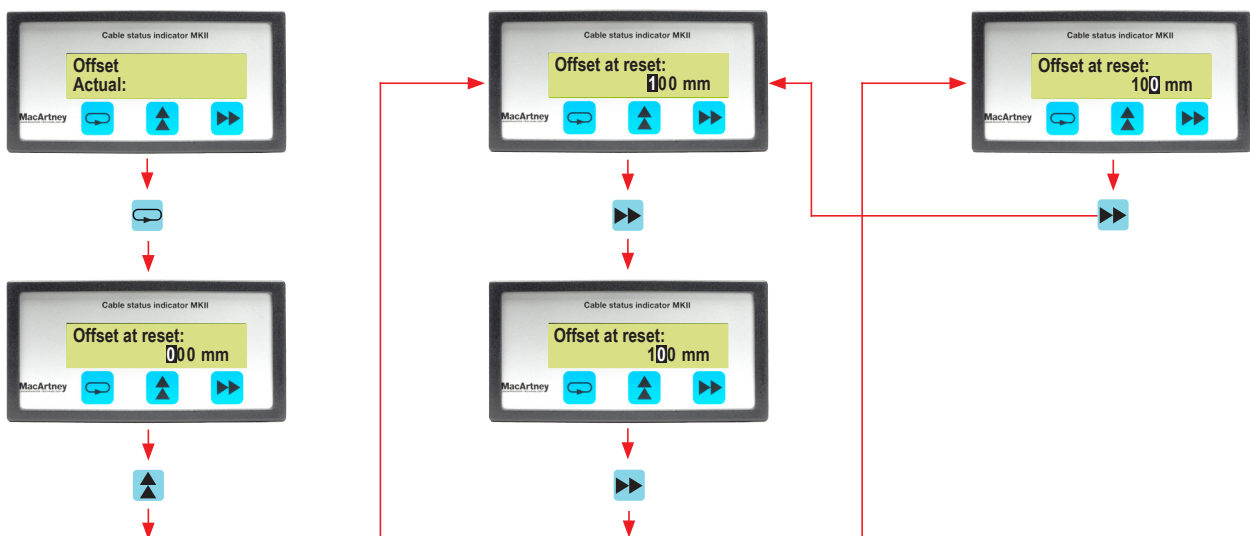 Cable status indicator MKII
Offset
Actual:
MacArtney
Cable status indicator MKII
Offset at reset:
000 mm
MacArtney
Cable status indicator MKII
Offset at reset:
100 mm
MacArtney
Cable status indicator MKII
Offset at reset:
100 mm
MacArtney
Cable status indicator MKII
Offset at reset:
100 mm
MacArtney